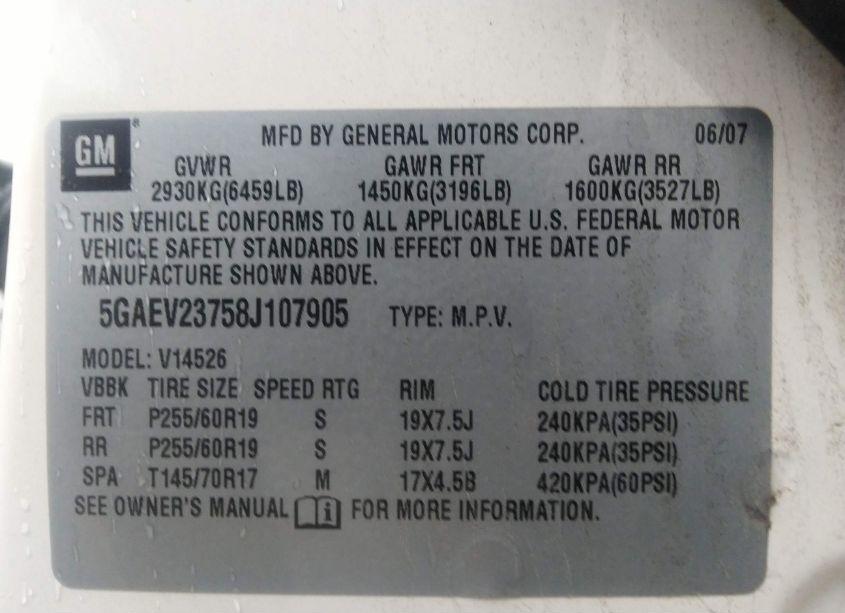 GM® MFD BY GENERAL MOTORS CORP. 06/07
GVWR GAWR FRT GAWR RR
2930KG(6459LB) 1450KG(3196LB) 1600KG(3527LB)
THIS VEHICLE CONFORMS TO ALL APPLICABLE U.S. FEDERAL MOTOR
VEHICLE SAFETY STANDARDS IN EFFECT ON THE DATE OF
MANUFACTURE SHOWN ABOVE.
5GAEV23758J107905 TYPE: M.P.V.
MODEL: V14526
VBBK TIRE SIZE SPEED RTG RIM COLD TIRE PRESSURE
FRT P255/60R19 S 19X7.5J 240KPA(35PSI)
RR P255/60R19 S 19X7.5J 240KPA(35PSI)
SPA T145/70R17 M 17X4.5B 420KPA(60PSI)
SEE OWNER'S MANUAL i FOR MORE INFORMATION.